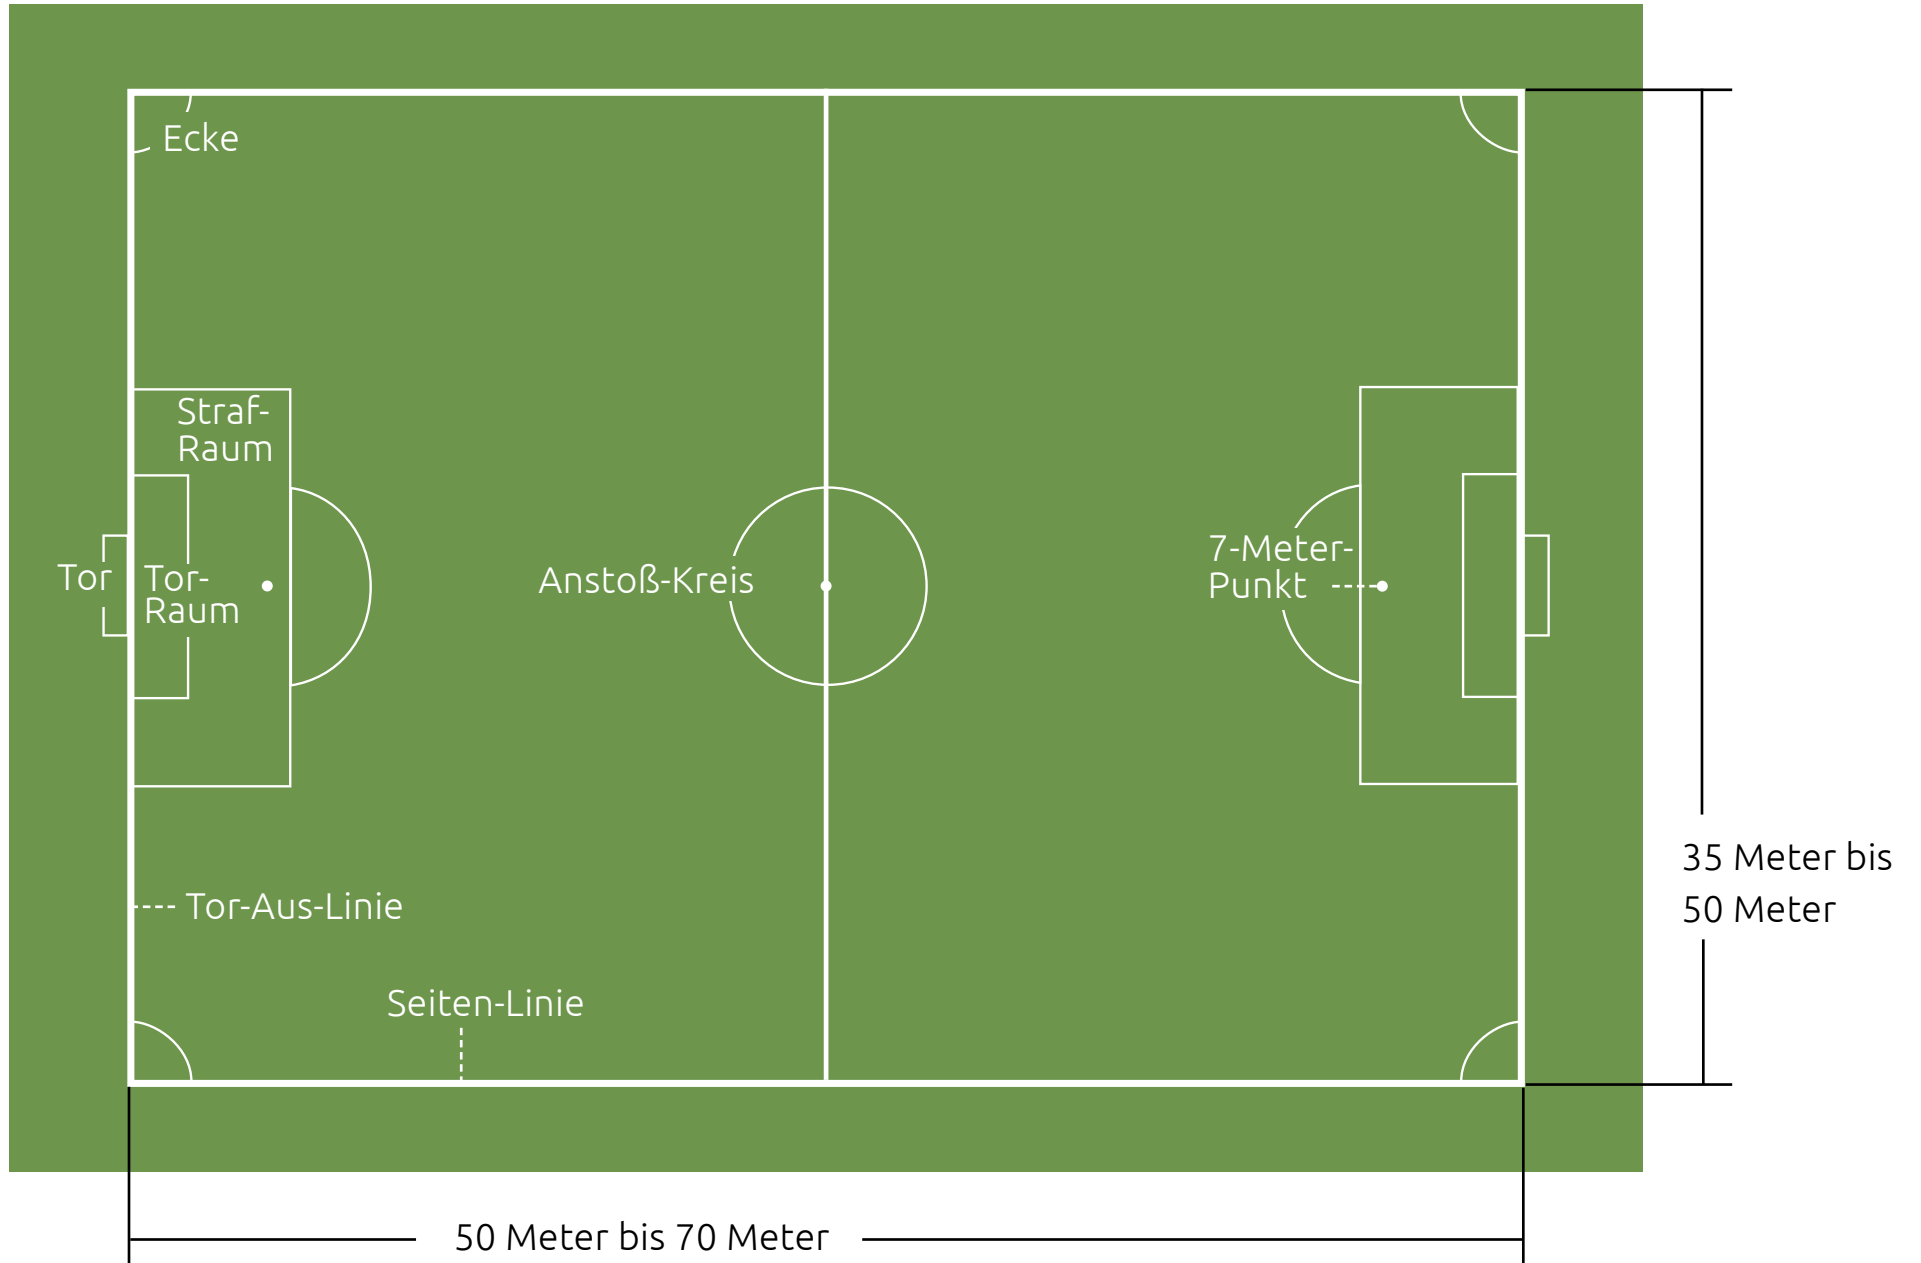 Ecke
Straf-
Raum
Tor
Tor-
Raum
Anstoß-Kreis
7-Meter-
Punkt
35 Meter bis
50 Meter
Tor-Aus-Linie
Seiten-Linie
50 Meter bis 70 Meter